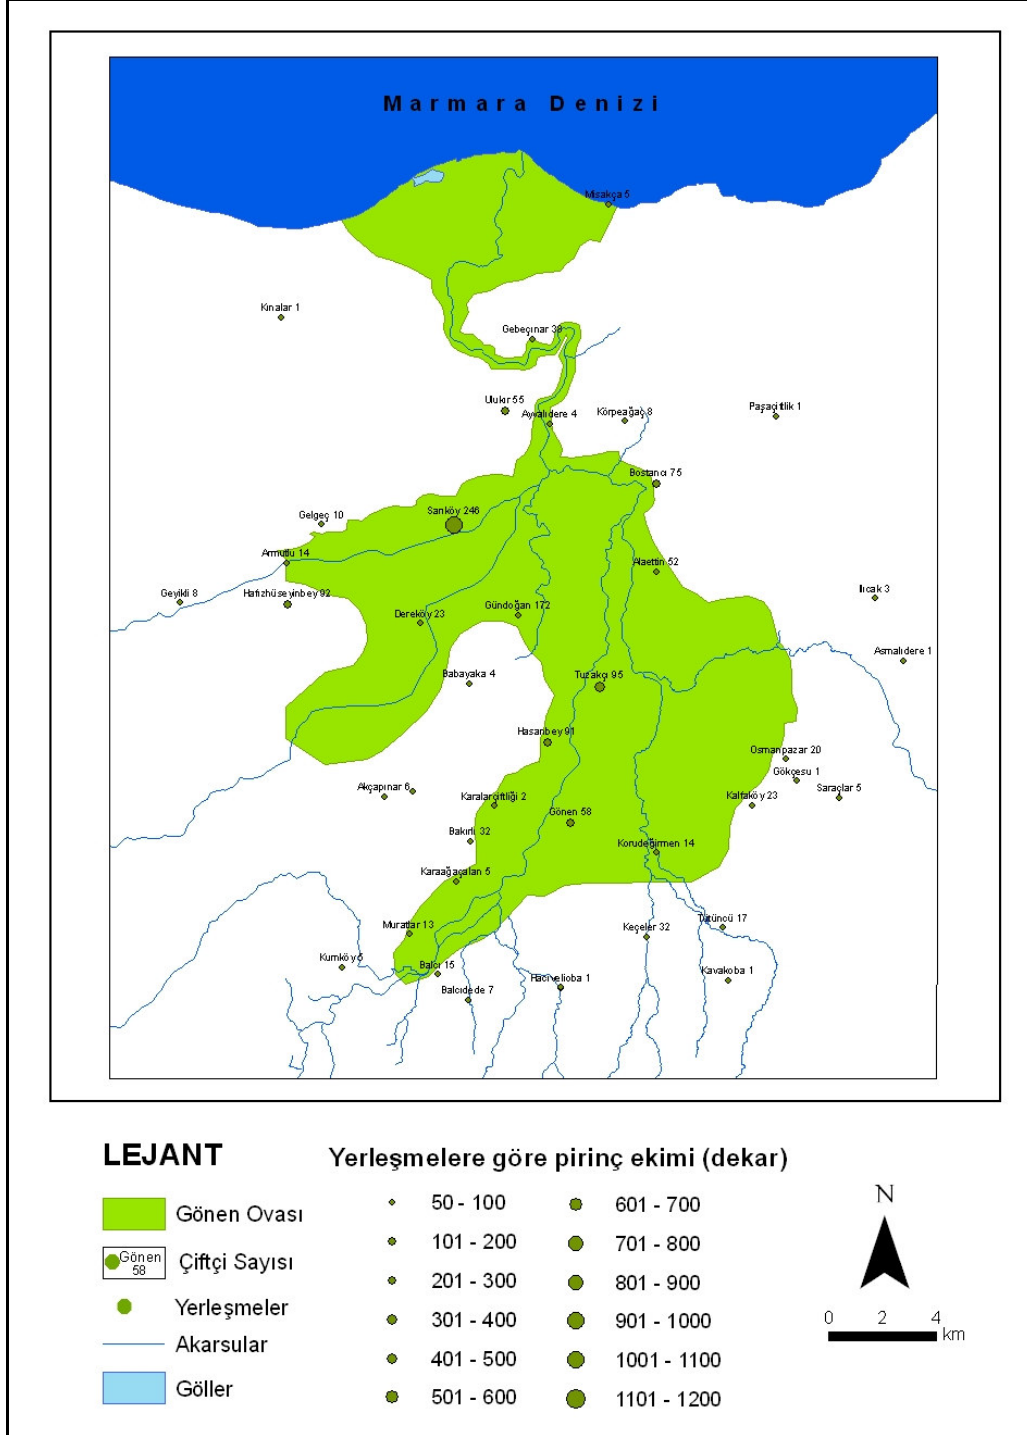 Marmara Denizi
Misakça 5
Kınalar 1
Gebeçınar 38
Ulukır 55
Ayvalıdere 4
Körpeağaç 8
Paşaçiftlik 1
Bostancı 75
Sarıköy 246
Gelgeç 10
Armutlu 14
Alaettin 52
Geyikli 8
Hafızhüseyinbey 92
Ilıcak 3
Dereköy 23
Gündoğan 172
Asmalıdere 1
Babayaka 4
Tuzakçı 95
Hasanbey 91
Osmanpazar 20
Gökçesu 1
Akçapınar 6
Saraçlar 5
Karalarçiftliği 2
Kalfaköy 23
Gönen 58
Bakırlı 32
Korudeğirmen 14
Karaağaçalan 5
Muratlar 13
Keçeler 32
Tütüncü 17
Kumköy 5
Balcı 15
Kavakoba 1
Balcıdede 7
Hacıvelioba 1
LEJANT
Gönen Ovası
Gönen
58
Çiftçi Sayısı
Yerleşmeler
Akarsular
Göller
Yerleşmelere göre pirinç ekimi (dekar)
50 - 100
101 - 200
201 - 300
301 - 400
401 - 500
501 - 600
601 - 700
701 - 800
801 - 900
901 - 1000
1001 - 1100
1101 - 1200
N
0 2 4
km